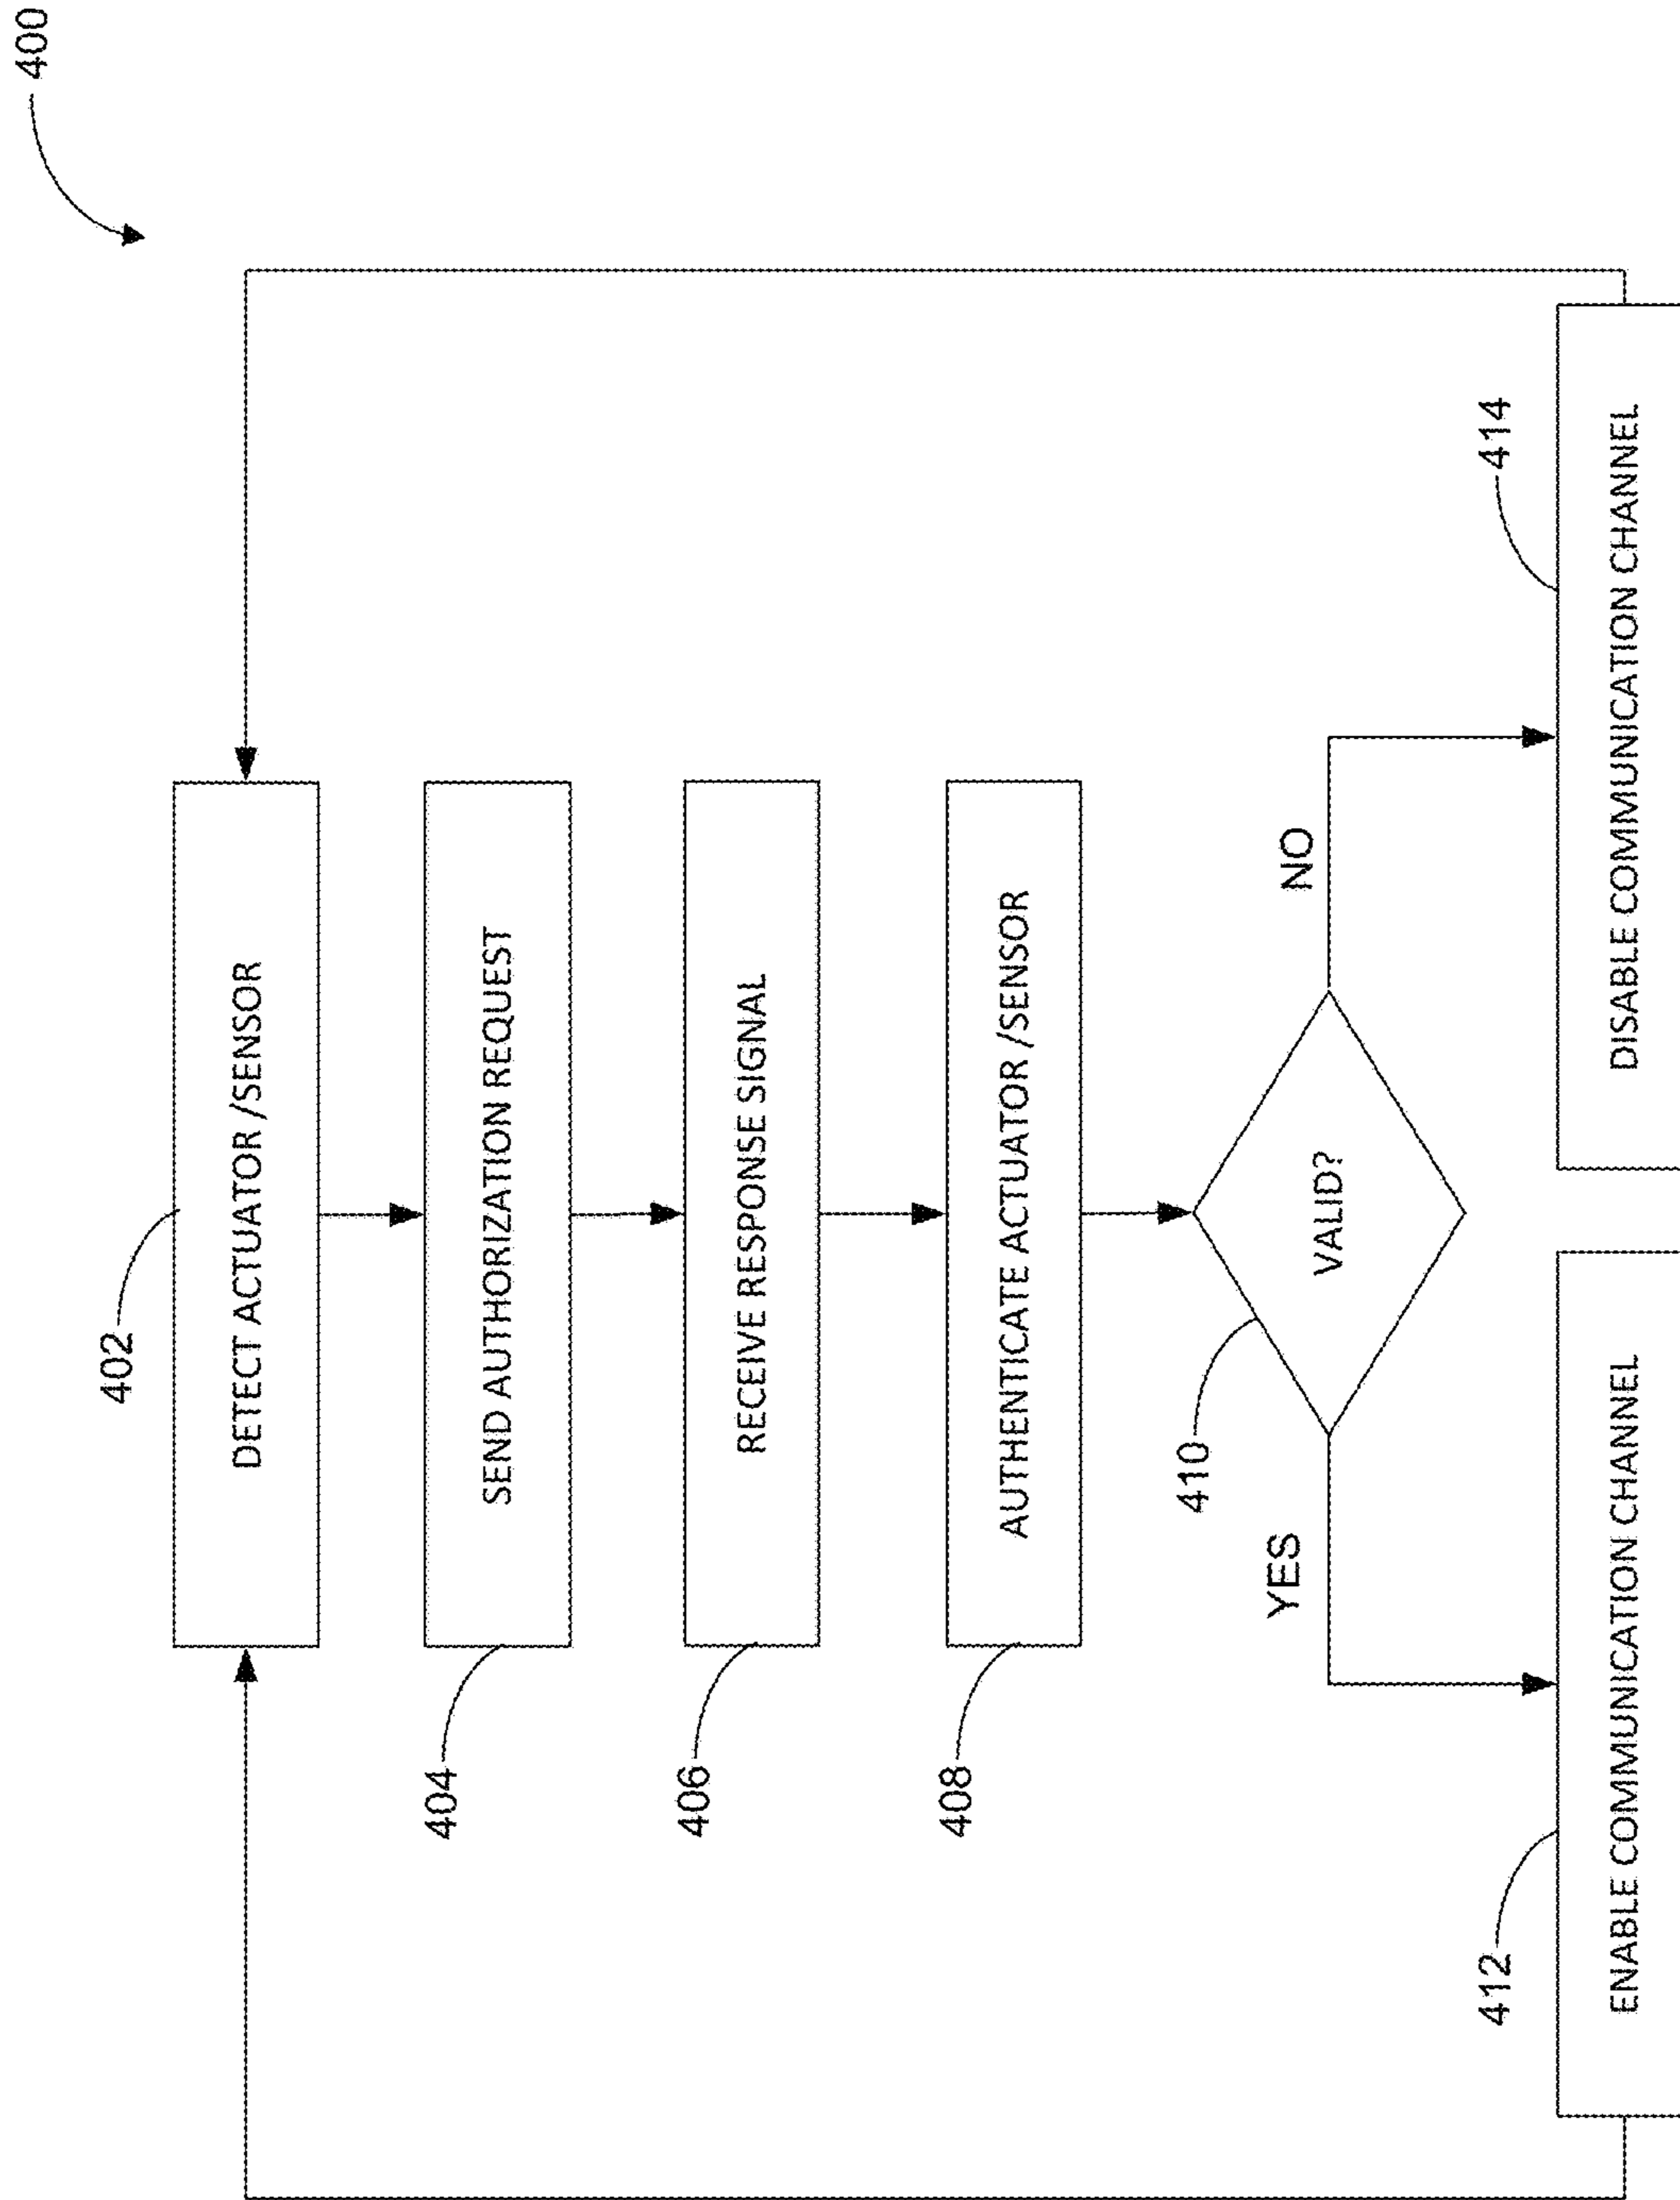 400
402
DETECT ACTUATOR /SENSOR
404
SEND AUTHORIZATION REQUEST
406
RECEIVE RESPONSE SIGNAL
408
AUTHENTICATE ACTUATOR /SENSOR
410
VALID?
YES
NO
412
ENABLE COMMUNICATION CHANNEL
414
DISABLE COMMUNICATION CHANNEL